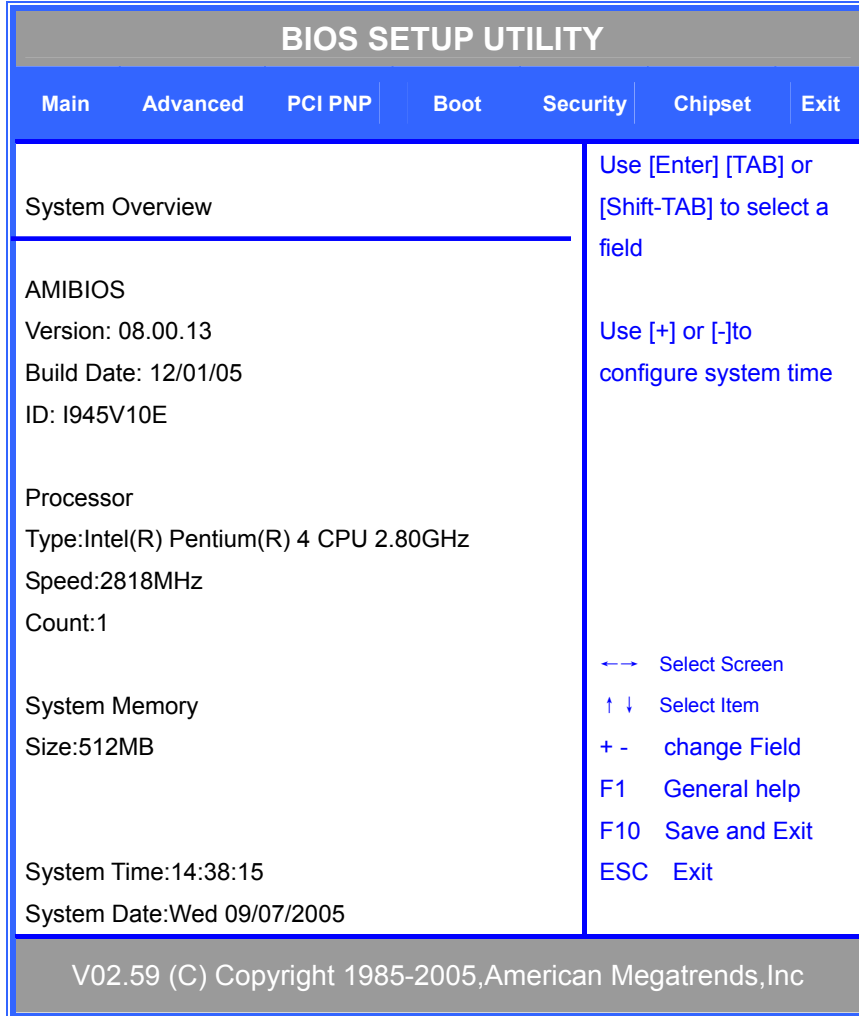 BIOS SETUP UTILITY
Main Advanced PCI PNP Boot Security Chipset Exit
System Overview
AMIBIOS
Version: 08.00.13
Build Date: 12/01/05
ID: I945V10E
Processor
Type:Intel(R) Pentium(R) 4 CPU 2.80GHz
Speed:2818MHz
Count:1
System Memory
Size:512MB
System Time:14:38:15
System Date:Wed 09/07/2005
Use [Enter] [TAB] or
[Shift-TAB] to select a
field
Use [+] or [-]to
configure system time
←→ Select Screen
↑↓ Select Item
+ - change Field
F1 General help
F10 Save and Exit
ESC Exit
V02.59 (C) Copyright 1985-2005,American Megatrends,Inc